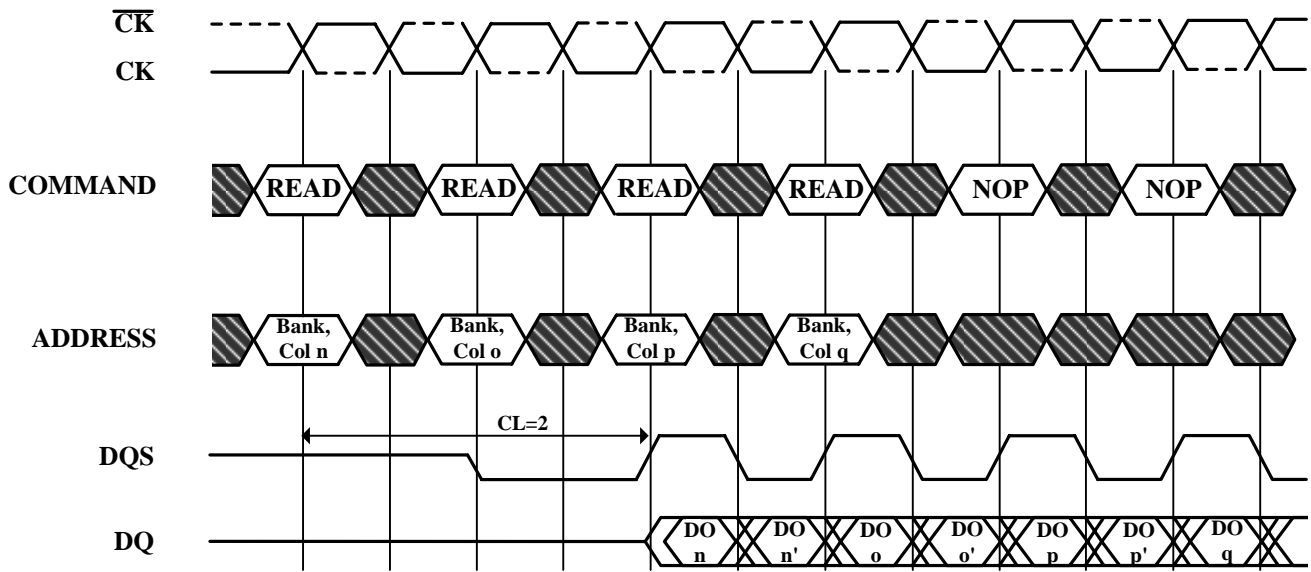 CK
CK
COMMAND READ READ READ READ NOP NOP
ADDRESS Bank, Col n Bank, Col o Bank, Col p Bank, Col q
CL=2
DQS
DQ DO n DO n' DO o DO o' DO p DO p' DO q